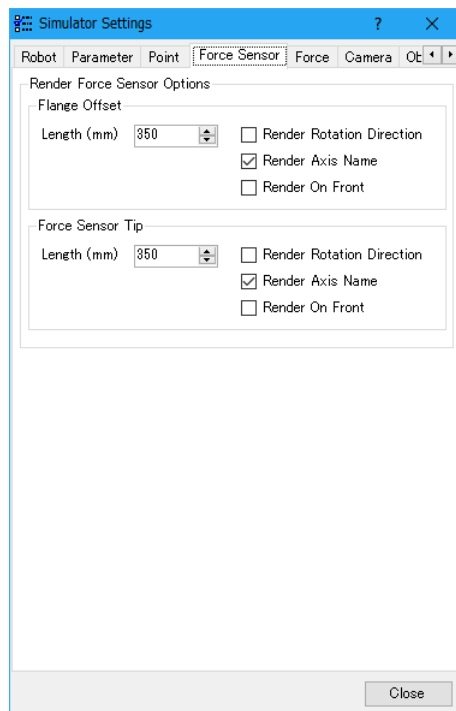 Simulator Settings ?
Robot Parameter Point Force Sensor Force Camera
Render Force Sensor Options
Flange Offset
Length (mm) 350 Render Rotation Direction
Render Axis Name
Render On Front
Force Sensor Tip
Length (mm) 350 Render Rotation Direction
Render Axis Name
Render On Front
Close